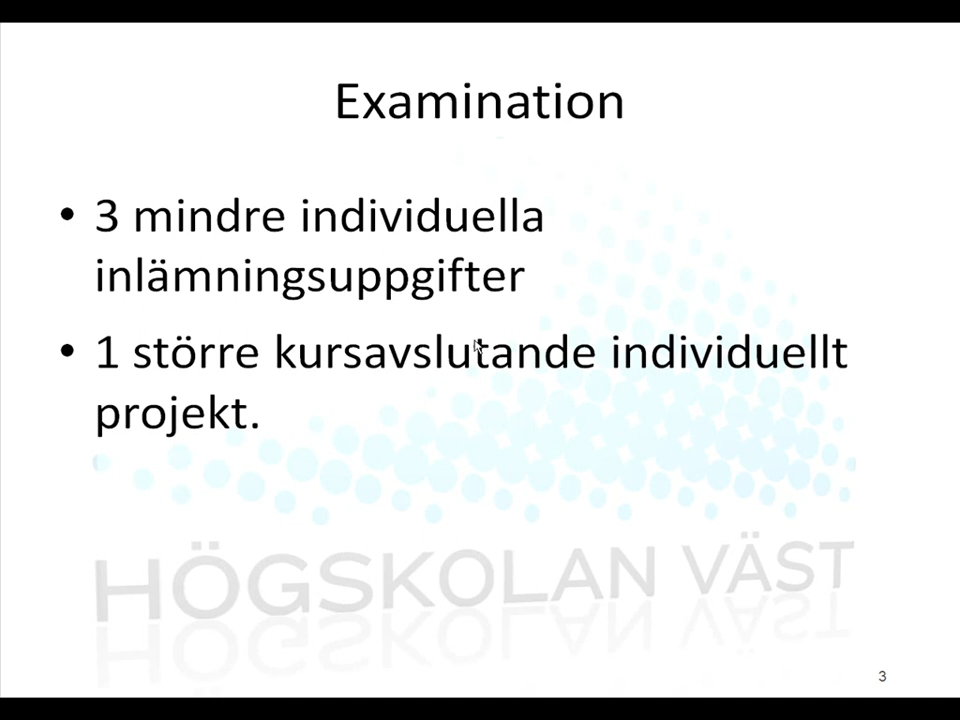 Examination
• 3 mindre individuella
inlämningsuppgifter
• 1 större kursavslutande individuellt
projekt.
HÖGSKOLAN VÄST
3